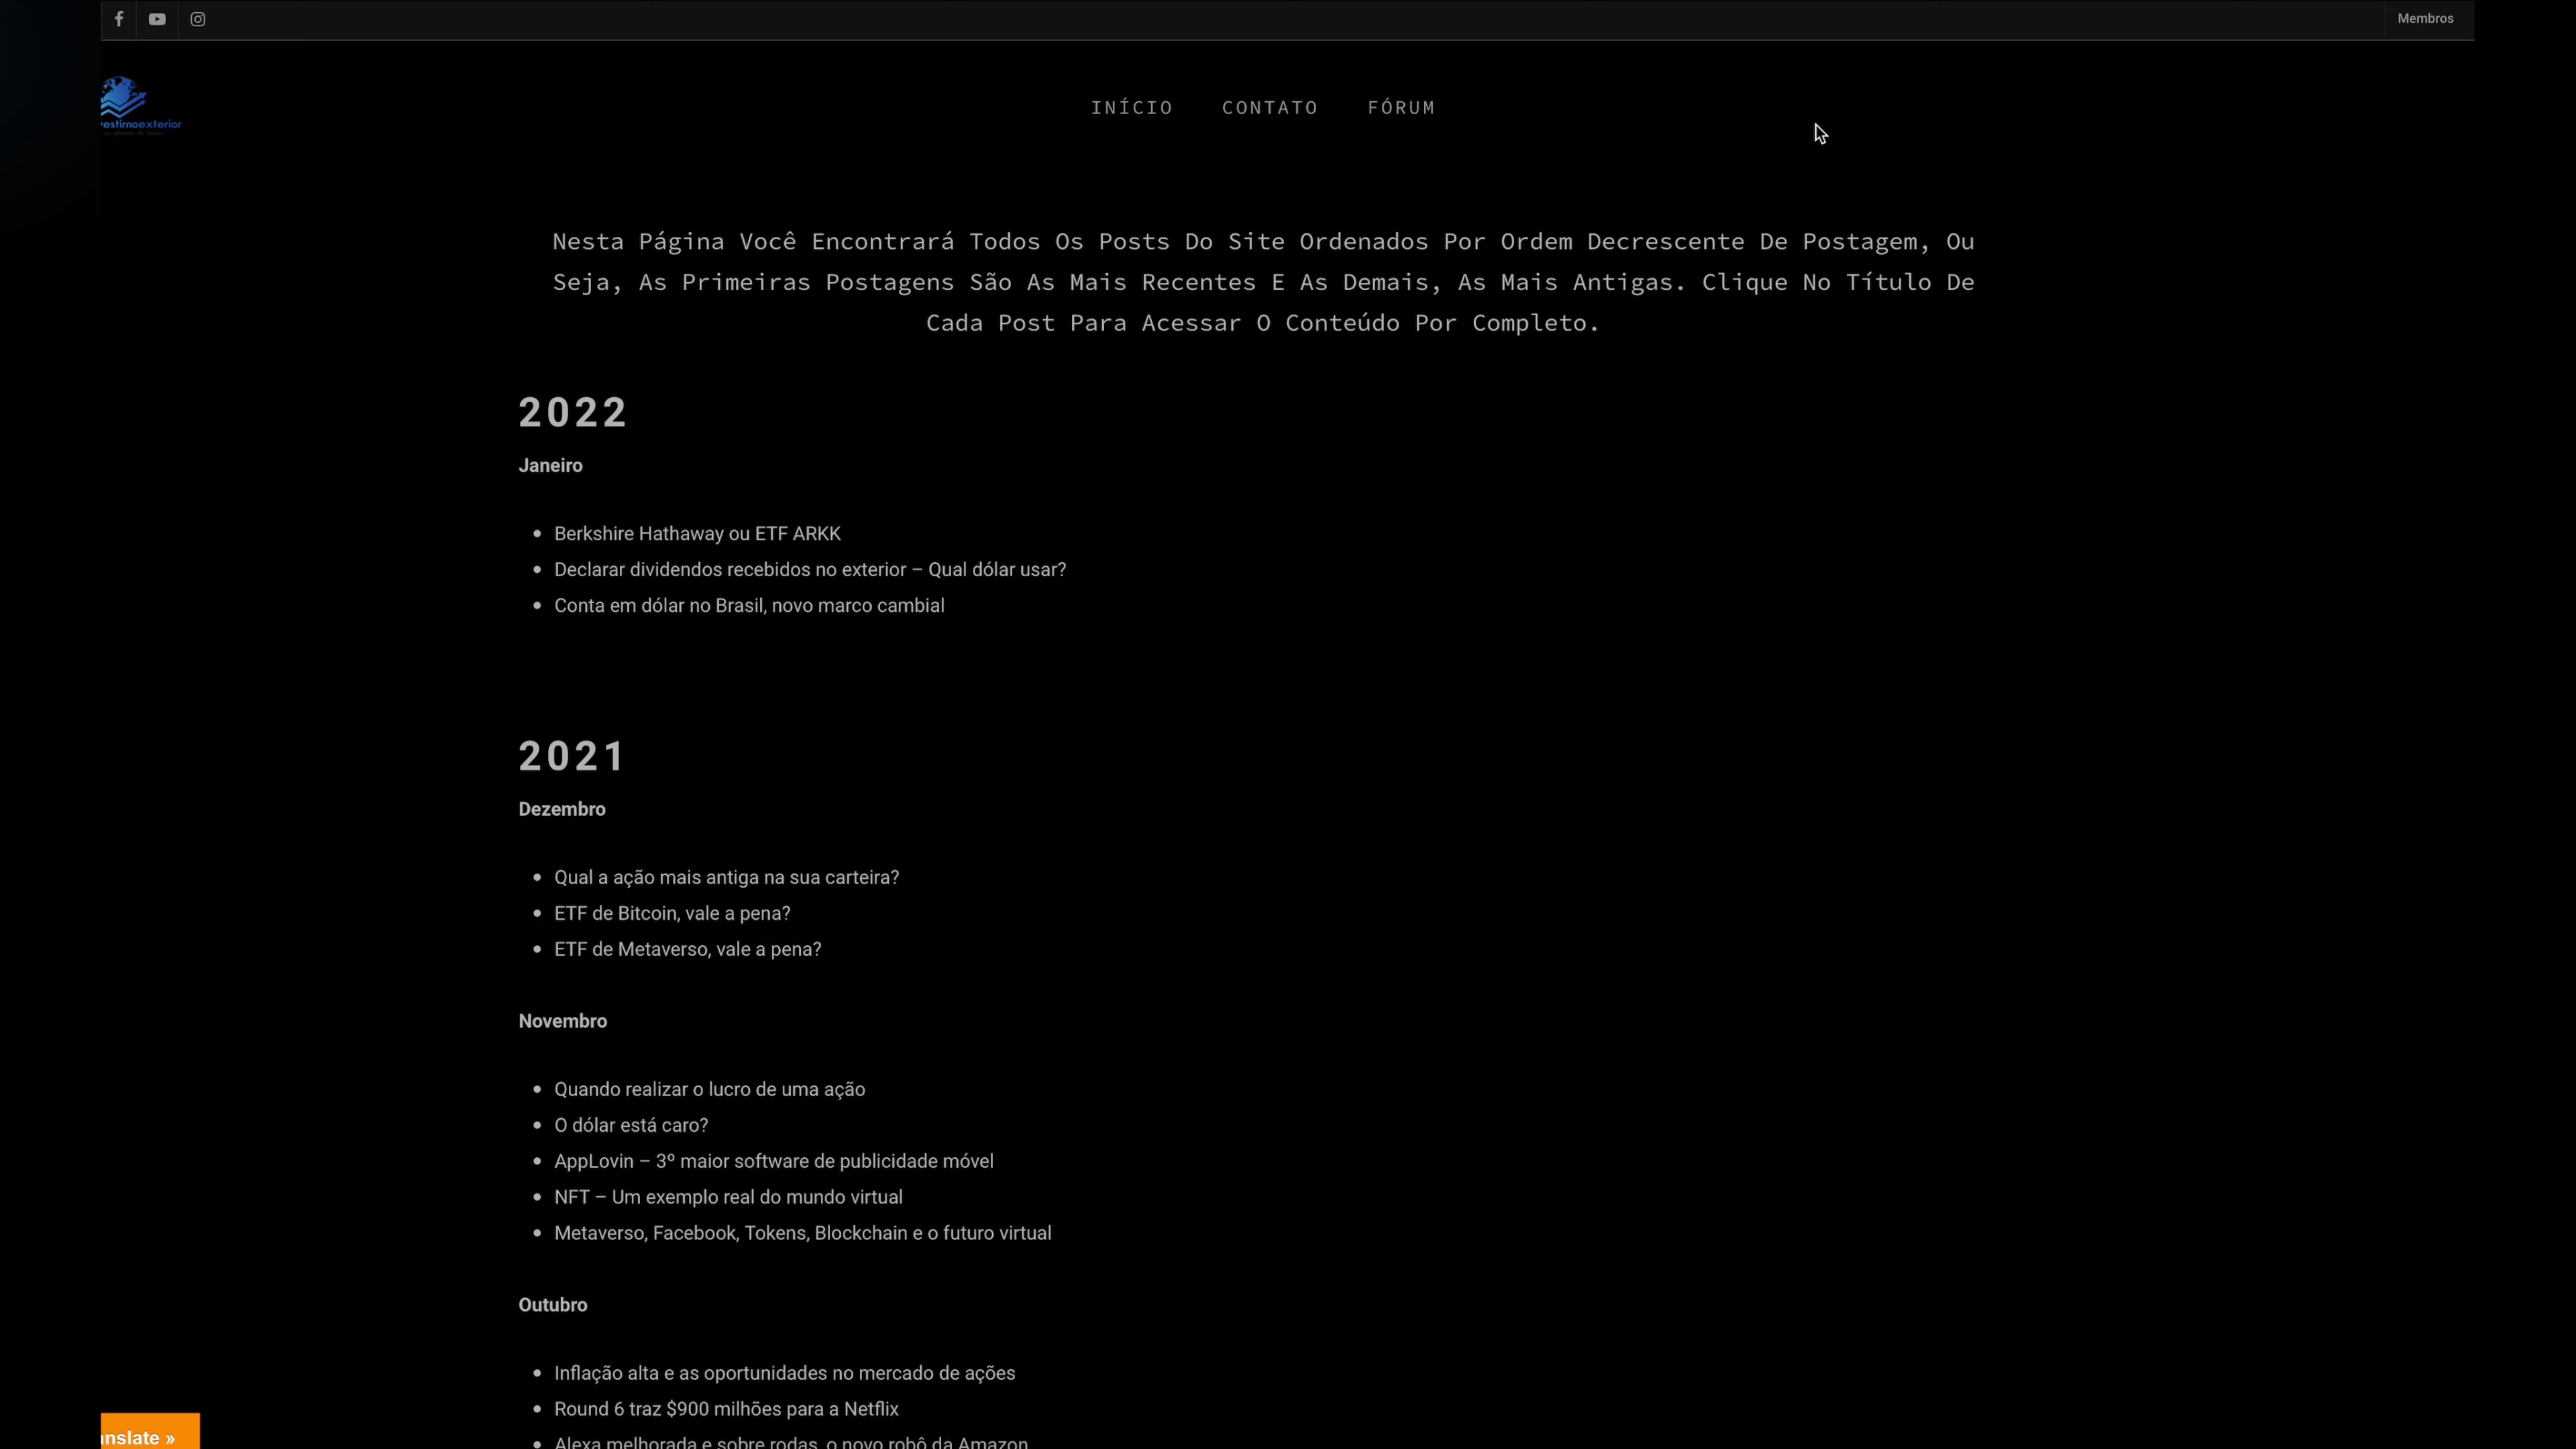 Membros
vestirnoexterior
INÍCIO CONTATO FÓRUM
Nesta Página Você Encontrará Todos Os Posts Do Site Ordenados Por Ordem Decrescente De Postagem, Ou
Seja, As Primeiras Postagens São As Mais Recentes E As Demais, As Mais Antigas. Clique No Título De
Cada Post Para Acessar O Conteúdo Por Completo.
2022
Janeiro
Berkshire Hathaway ou ETF ARKK
Declarar dividendos recebidos no exterior – Qual dólar usar?
Conta em dólar no Brasil, novo marco cambial
2021
Dezembro
Qual a ação mais antiga na sua carteira?
ETF de Bitcoin, vale a pena?
ETF de Metaverso, vale a pena?
Novembro
Quando realizar o lucro de uma ação
O dólar está caro?
AppLovin – 3º maior software de publicidade móvel
NFT – Um exemplo real do mundo virtual
Metaverso, Facebook, Tokens, Blockchain e o futuro virtual
Outubro
Inflação alta e as oportunidades no mercado de ações
Round 6 traz $900 milhões para a Netflix
Alexa melhorada e sobre rodas, o novo robô da Amazon
anslate »